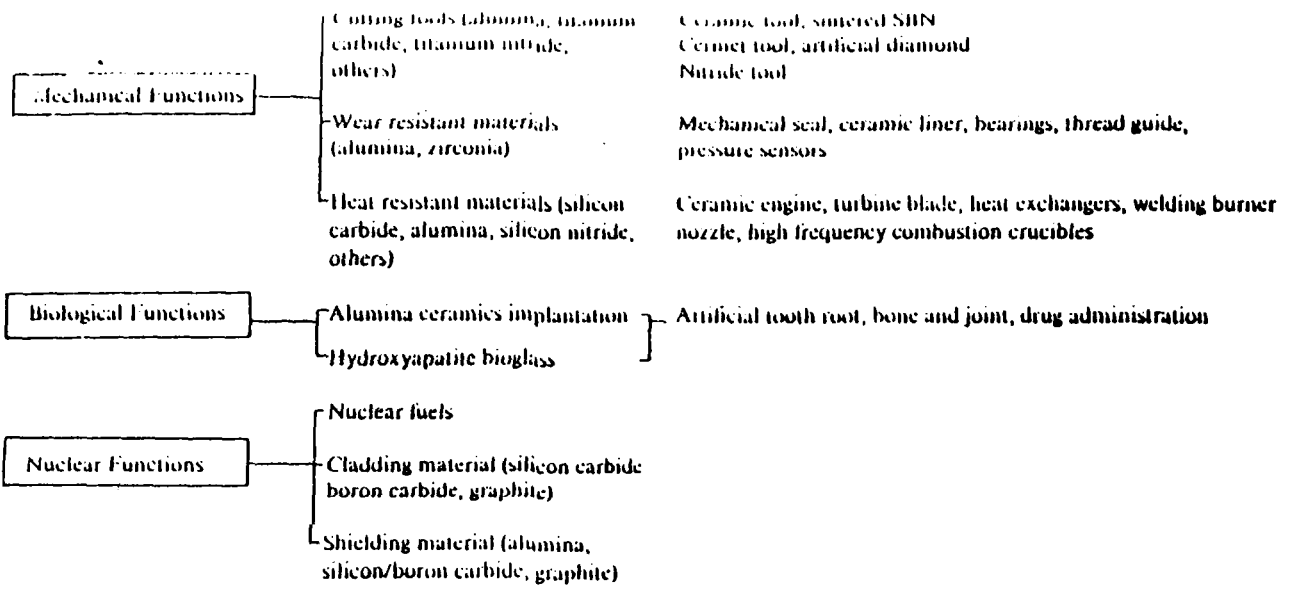 Cutting tools (alumina, titanium
carbide, titanium nitride,
others)
Ceramic tool, sintered SBN
Cermet tool, artificial diamond
Nitride tool
Mechanical Functions
Wear resistant materials
(alumina, zirconia)
Mechanical seal, ceramic liner, bearings, thread guide,
pressure sensors
Heat resistant materials (silicon
carbide, alumina, silicon nitride,
others)
Ceramic engine, turbine blade, heat exchangers, welding burner
nozzle, high frequency combustion crucibles
Biological Functions
Alumina ceramics implantation
Hydroxyapatite bioglass
Artificial tooth root, bone and joint, drug administration
Nuclear Functions
Nuclear fuels
Cladding material (silicon carbide
boron carbide, graphite)
Shielding material (alumina,
silicon/boron carbide, graphite)